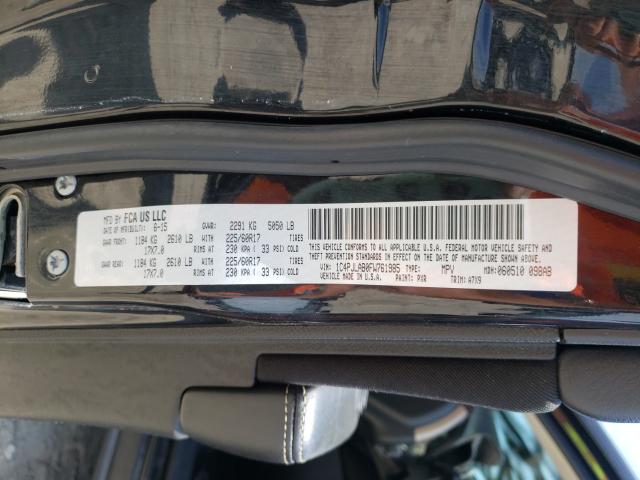 MFD BY FCA US LLC
DATE OF MFR(BUILT): 6-15 GVWR: 2291 KG 5050 LB
GAWR FRONT: 1184 KG 2610 LB WITH 225/60R17 TIRES
17X7.0 RIMS AT 230 KPA ( 33 PSI)COLD
GAWR REAR: 1184 KG 2610 LB WITH 225/60R17 TIRES
17X7.0 RIMS AT 230 KPA ( 33 PSI)COLD
THIS VEHICLE CONFORMS TO ALL APPLICABLE U.S.A. FEDERAL MOTOR VEHICLE SAFETY AND
THEFT PREVENTION STANDARDS IN EFFECT ON THE DATE OF MANUFACTURE SHOWN ABOVE.
VIN: 1C4PJLAB0FW761985 TYPE: MPV MDH: 060510 098AB
VEHICLE MADE IN U.S.A. PAINT: PXR TRIM: A7X9